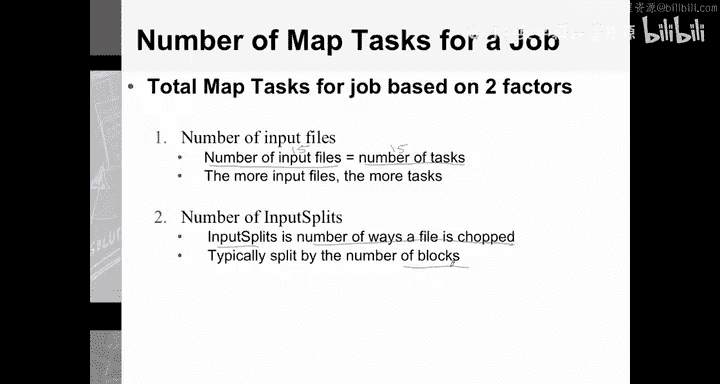 bilibili
Number of Map Tasks for a Job
• Total Map Tasks for job based on 2 factors
1. Number of input files
15 15
• Number of input files = number of tasks
• The more input files, the more tasks
2. Number of InputSplits
• InputSplits is number of ways a file is chopped
• Typically split by the number of blocks